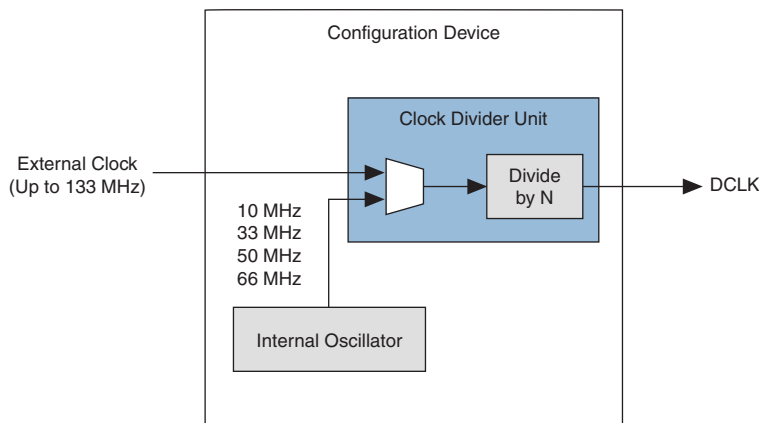 Configuration Device
Clock Divider Unit
External Clock
(Up to 133 MHz)
Divide
by N
DCLK
10 MHz
33 MHz
50 MHz
66 MHz
Internal Oscillator